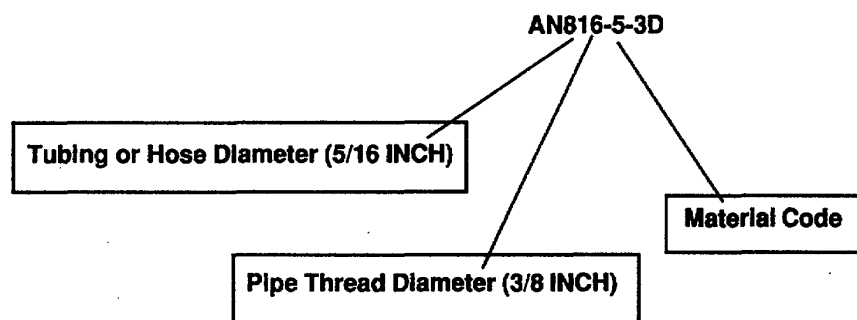 AN816-5-3D
Tubing or Hose Diameter (5/16 INCH)
Material Code
Pipe Thread Diameter (3/8 INCH)